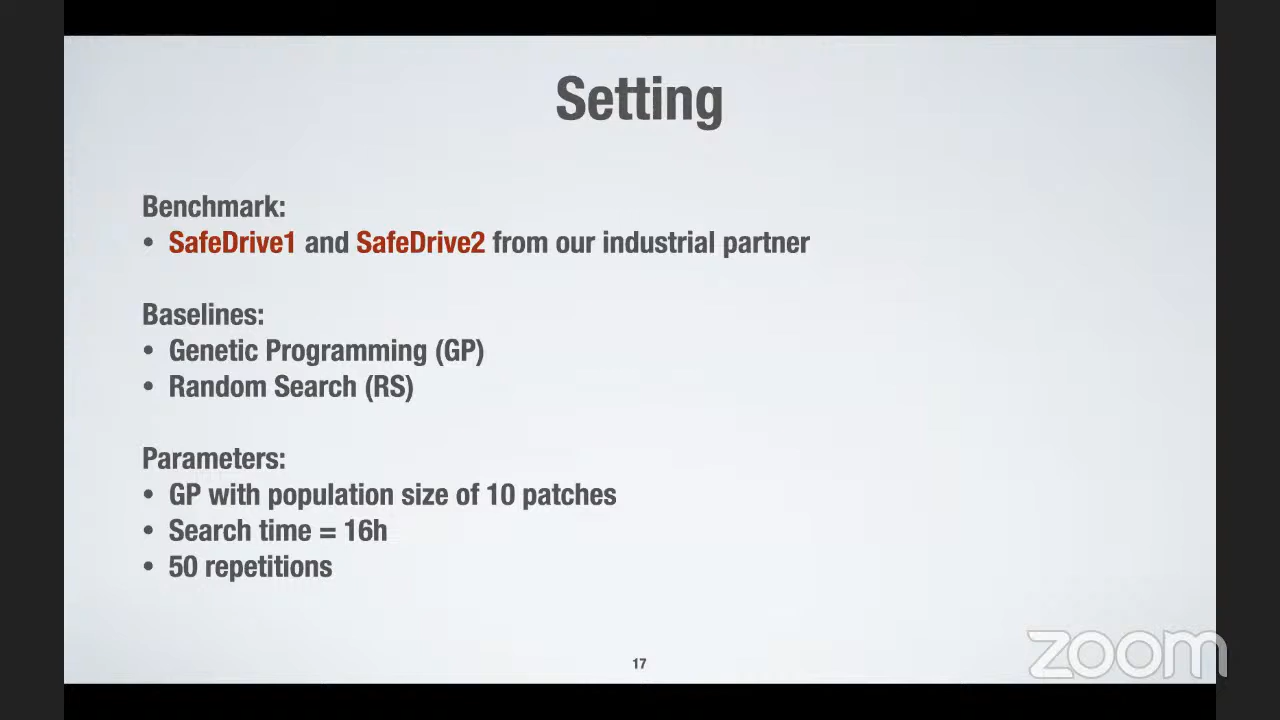 Setting
Benchmark:
• SafeDrive1 and SafeDrive2 from our industrial partner
Baselines:
• Genetic Programming (GP)
• Random Search (RS)
Parameters:
• GP with population size of 10 patches
• Search time = 16h
• 50 repetitions
17
zoom